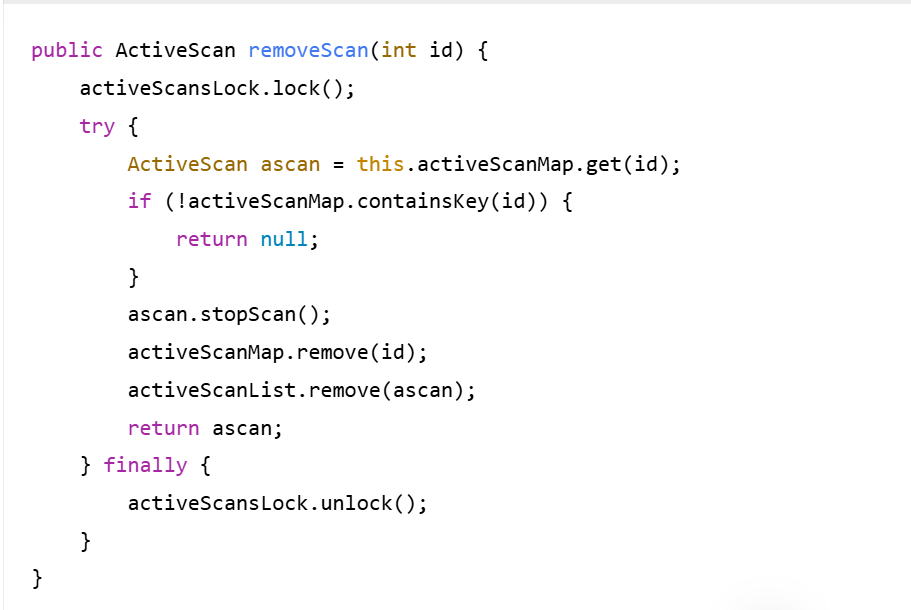 public ActiveScan removeScan(int id) {
    activeScansLock.lock();
    try {
        ActiveScan ascan = this.activeScanMap.get(id);
        if (!activeScanMap.containsKey(id)) {
            return null;
        }
        ascan.stopScan();
        activeScanMap.remove(id);
        activeScanList.remove(ascan);
        return ascan;
    } finally {
        activeScansLock.unlock();
    }
}